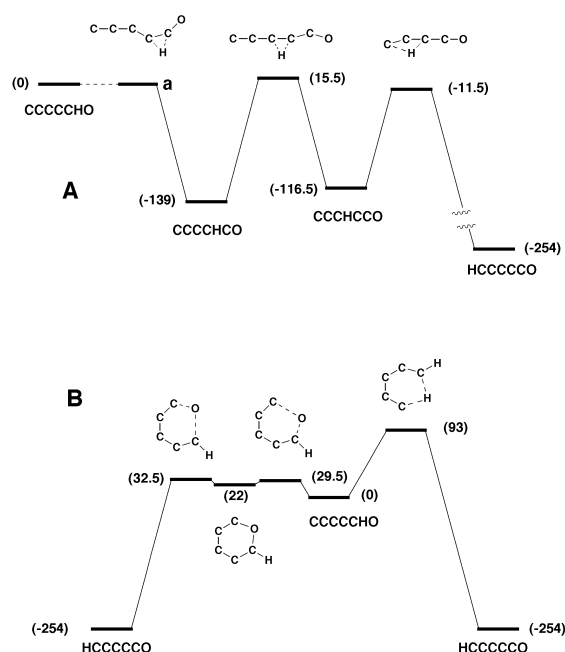 C–C–C C O
C H
C–C–C–C–C O
H
C–C–C–C–O
H
(0) a (15.5) (-11.5)
CCCCCHO
A
(-139) (-116.5)
CCCCHCO CCCHCCO
(-254)
HCCCCCO
B
C O C C C H
C C O C C H
C C C C C H H
(93)
(32.5) (22) (29.5) (0)
CCCCCHO
C O C C C C H
(-254) (-254)
HCCCCCO HCCCCCO